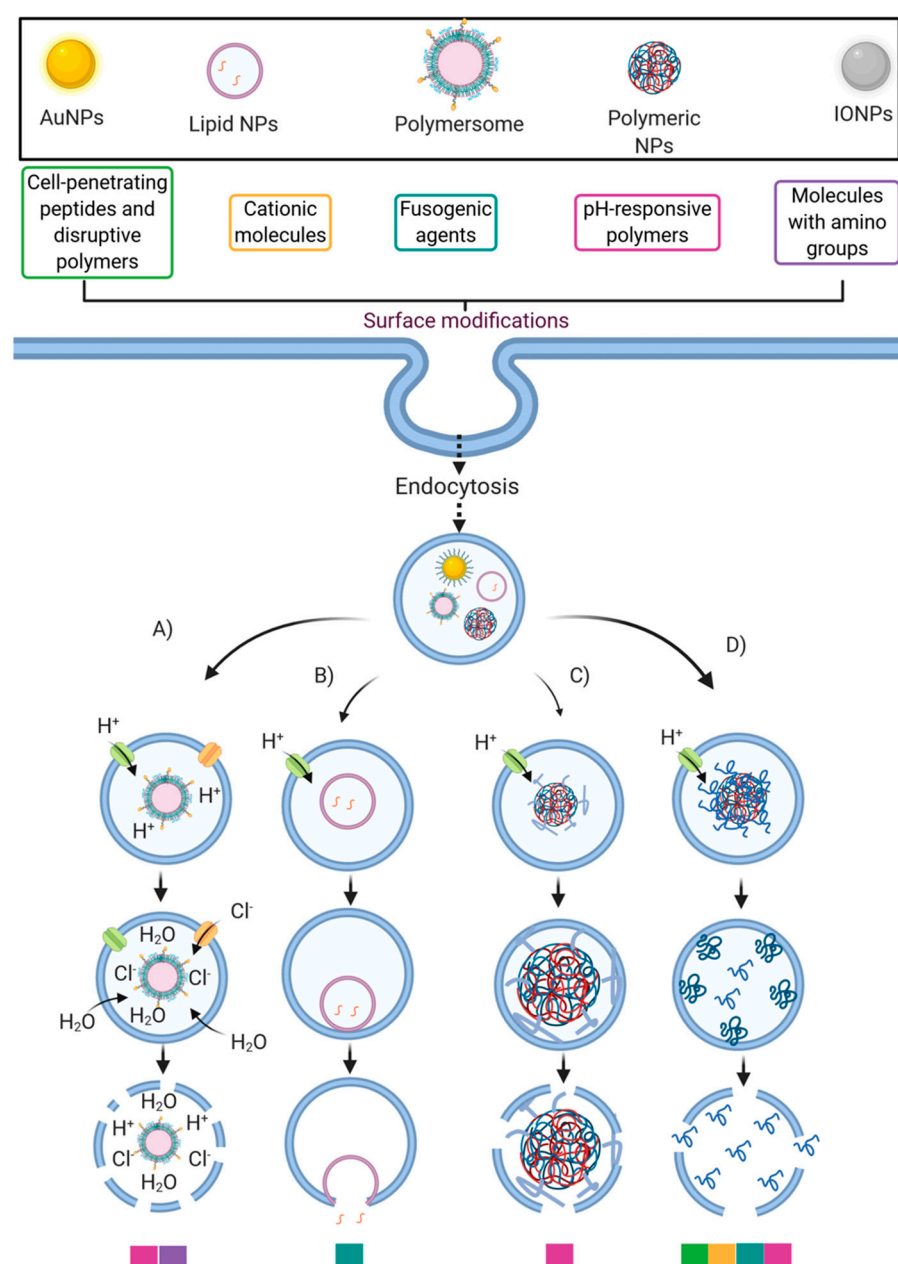 AuNPs
Lipid NPs
Polymersome
Polymeric
NPs
IONPs
Cell-penetrating
peptides and
disruptive
polymers
Cationic
molecules
Fusogenic
agents
pH-responsive
polymers
Molecules
with amino
groups
Surface modifications
Endocytosis
A)
B)
C)
D)
H⁺
H⁺
H⁺
H⁺
H⁺
H⁺
Cl⁻
H₂O
Cl⁻
Cl⁻
H₂O
H₂O
H₂O
H₂O
H⁺
H⁺
Cl⁻
Cl⁻
H₂O